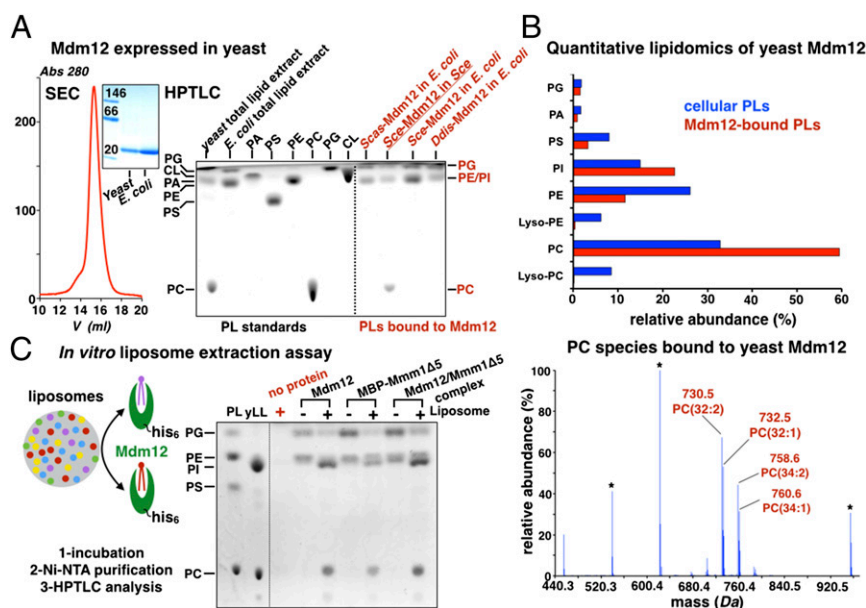 A
Mdm12 expressed in yeast
Abs 280
SEC
HPTLC
200
100
0
10 12 14 16 18 20
V (ml)
146
66
20
Yeast
E. coli
yeast total lipid extract
E. coli total lipid extract
PA
PS
PE
PC
PG
CL
Scas-Mdm12 in E. coli
Sce-Mdm12 in Sce
Sce-Mdm12 in E. coli
Ddis-Mdm12 in E. coli
PG
CL
PA
PE
PS
PC
PG
PE/PI
PC
PL standards
PLs bound to Mdm12
B
Quantitative lipidomics of yeast Mdm12
PG
PA
PS
PI
PE
Lyso-PE
PC
Lyso-PC
cellular PLs
Mdm12-bound PLs
0 10 20 30 40 50 60
relative abundance (%)
C
In vitro liposome extraction assay
liposomes
his6
Mdm12
his6
1-incubation
2-Ni-NTA purification
3-HPTLC analysis
no protein
Mdm12
MBP-Mmm1Δ5
Mdm12/Mmm1Δ5
complex
PL yLL + - + - + - + Liposome
PG
PE
PI
PS
PC
PC species bound to yeast Mdm12
relative abundance (%)
100
80
60
40
20
0
*
*
*
730.5
PC(32:2)
732.5
PC(32:1)
758.6
PC(34:2)
760.6
PC(34:1)
440.3 520.3 600.4 680.4 760.4 840.5 920.5
mass (Da)